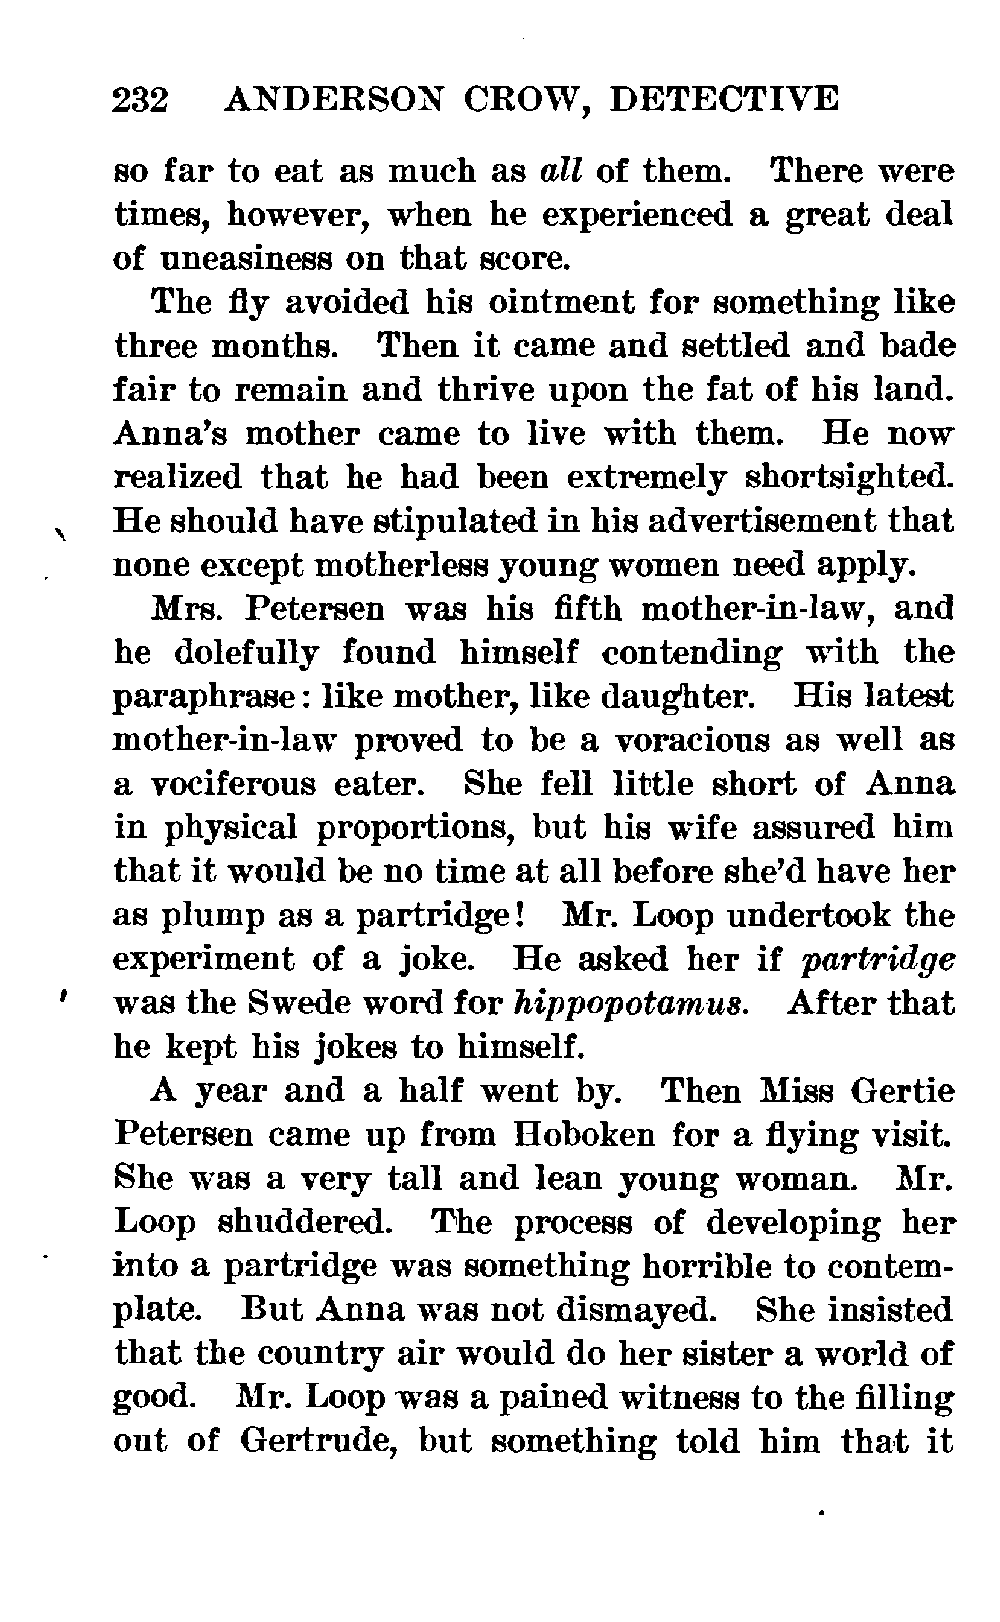 232 ANDERSON CROW, DETECTIVE
so far to eat as much as all of them. There were
times, however, when he experienced a great deal
of uneasiness on that score.
The fly avoided his ointment for something like
three months. Then it came and settled and bade
fair to remain and thrive upon the fat of his land.
Anna's mother came to live with them. He now
realized that he had been extremely shortsighted.
He should have stipulated in his advertisement that
none except motherless young women need apply.
Mrs. Petersen was his fifth mother-in-law, and
he dolefully found himself contending with the
paraphrase: like mother, like daughter. His latest
mother-in-law proved to be a voracious as well as
a vociferous eater. She fell little short of Anna
in physical proportions, but his wife assured him
that it would be no time at all before she'd have her
as plump as a partridge! Mr. Loop undertook the
experiment of a joke. He asked her if partridge
was the Swede word for hippopotamus. After that
he kept his jokes to himself.
A year and a half went by. Then Miss Gertie
Petersen came up from Hoboken for a flying visit.
She was a very tall and lean young woman. Mr.
Loop shuddered. The process of developing her
into a partridge was something horrible to contem-
plate. But Anna was not dismayed. She insisted
that the country air would do her sister a world of
good. Mr. Loop was a pained witness to the filling
out of Gertrude, but something told him that it